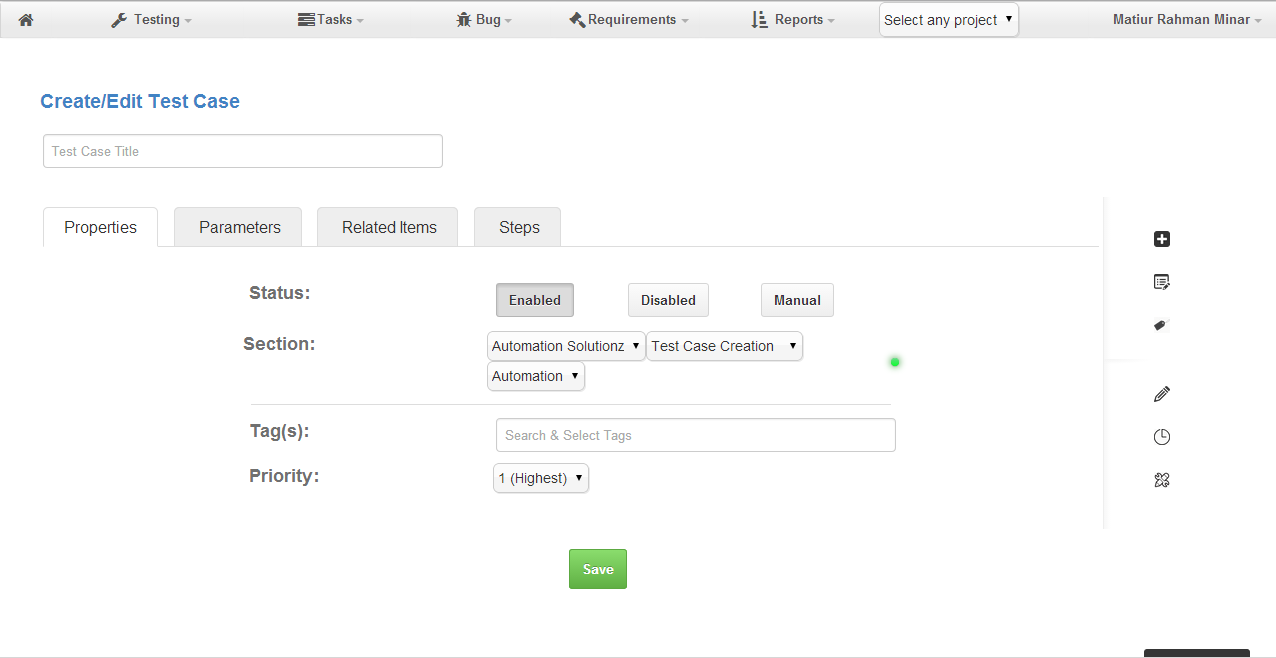 Testing Tasks Bug Requirements Reports Select any project Matiur Rahman Minar
Create/Edit Test Case
Test Case Title
Properties Parameters Related Items Steps
Status: Enabled Disabled Manual
Section: Automation Solutionz Test Case Creation
Automation
Tag(s): Search & Select Tags
Priority: 1 (Highest)
Save